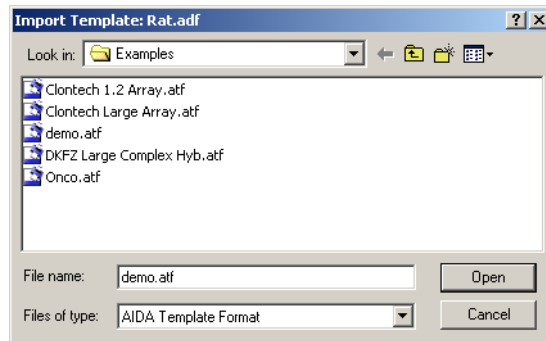 Import Template: Rat.adf
Look in: Examples
Clontech 1.2 Array.atf
Clontech Large Array.atf
demo.atf
DKFZ Large Complex Hyb.atf
Onco.atf
File name: demo.atf Open
Files of type: AIDA Template Format Cancel